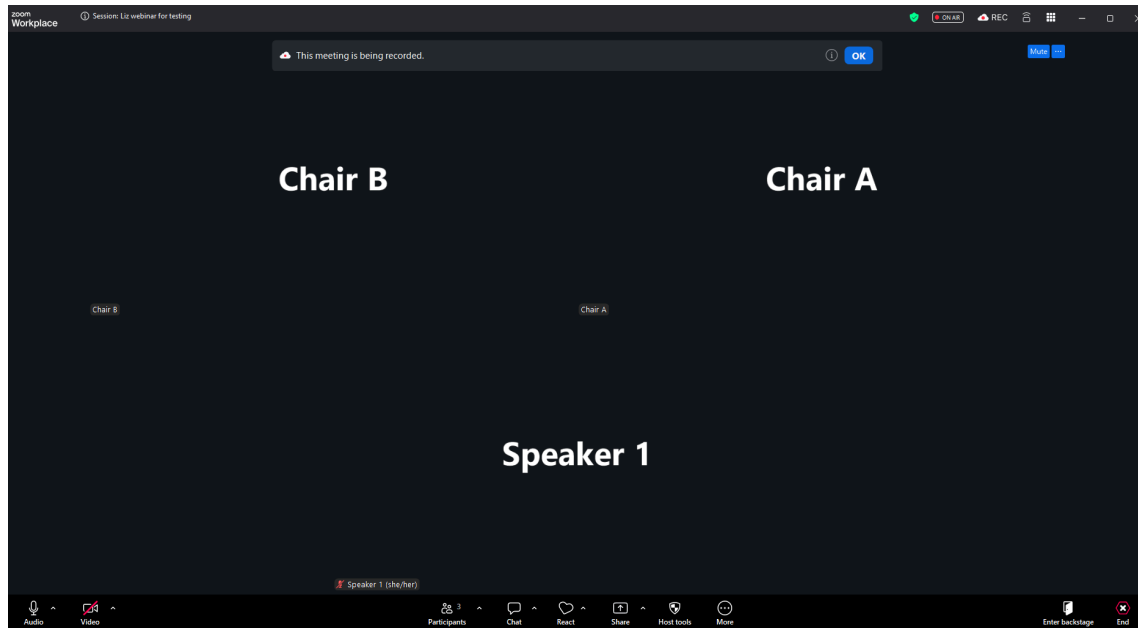 zoom
Workplace
Session: Liz webinar for testing
ON AIR
REC
This meeting is being recorded.
OK
Mute
Chair B
Chair A
Chair B
Chair A
Speaker 1
Speaker 1 (she/her)
Audio
Video
3
Participants
Chat
React
Share
Host tools
More
Enter backstage
End